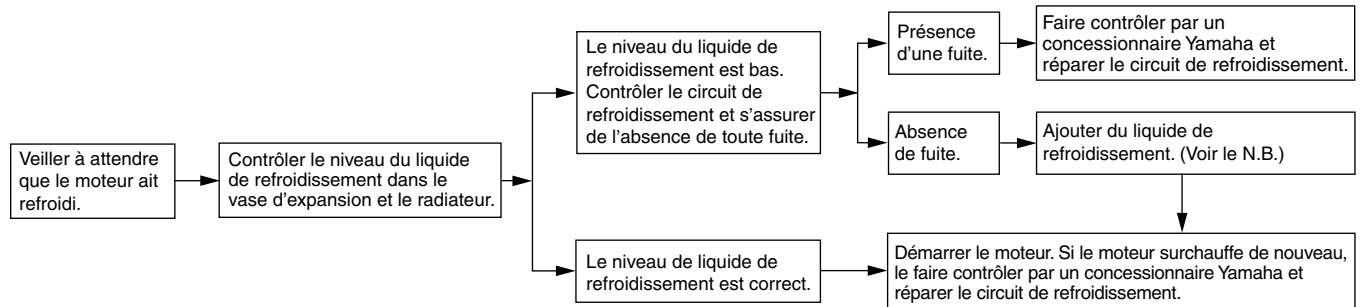 Veiller à attendre
que le moteur ait
refroidi.
Contrôler le niveau du liquide
de refroidissement dans le
vase d'expansion et le radiateur.
Le niveau du liquide de
refroidissement est bas.
Contrôler le circuit de
refroidissement et s'assurer
de l'absence de toute fuite.
Présence
d'une fuite.
Faire contrôler par un
concessionnaire Yamaha et
réparer le circuit de refroidissement.
Absence
de fuite.
Ajouter du liquide de
refroidissement. (Voir le N.B.)
Le niveau de liquide de
refroidissement est correct.
Démarrer le moteur. Si le moteur surchauffe de nouveau,
le faire contrôler par un concessionnaire Yamaha et
réparer le circuit de refroidissement.